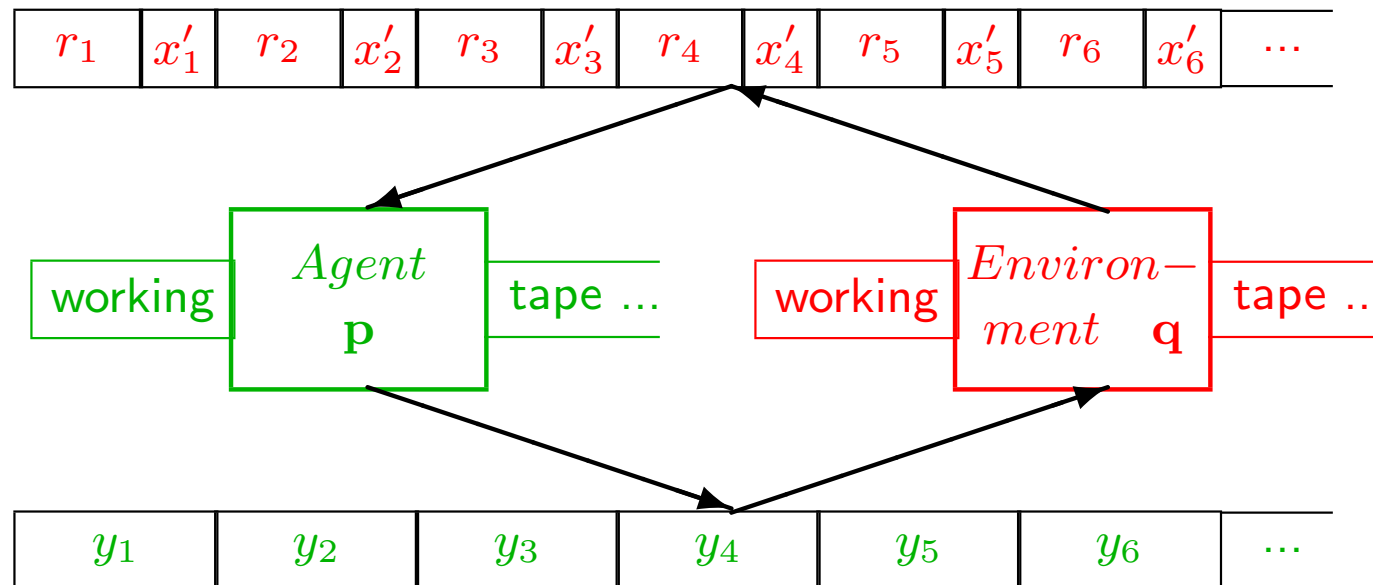 r₁ x′₁ r₂ x′₂ r₃ x′₃ r₄ x′₄ r₅ x′₅ r₆ x′₆ ...
working Agent p tape ...
working Environ– ment q tape ..
y₁ y₂ y₃ y₄ y₅ y₆ ...